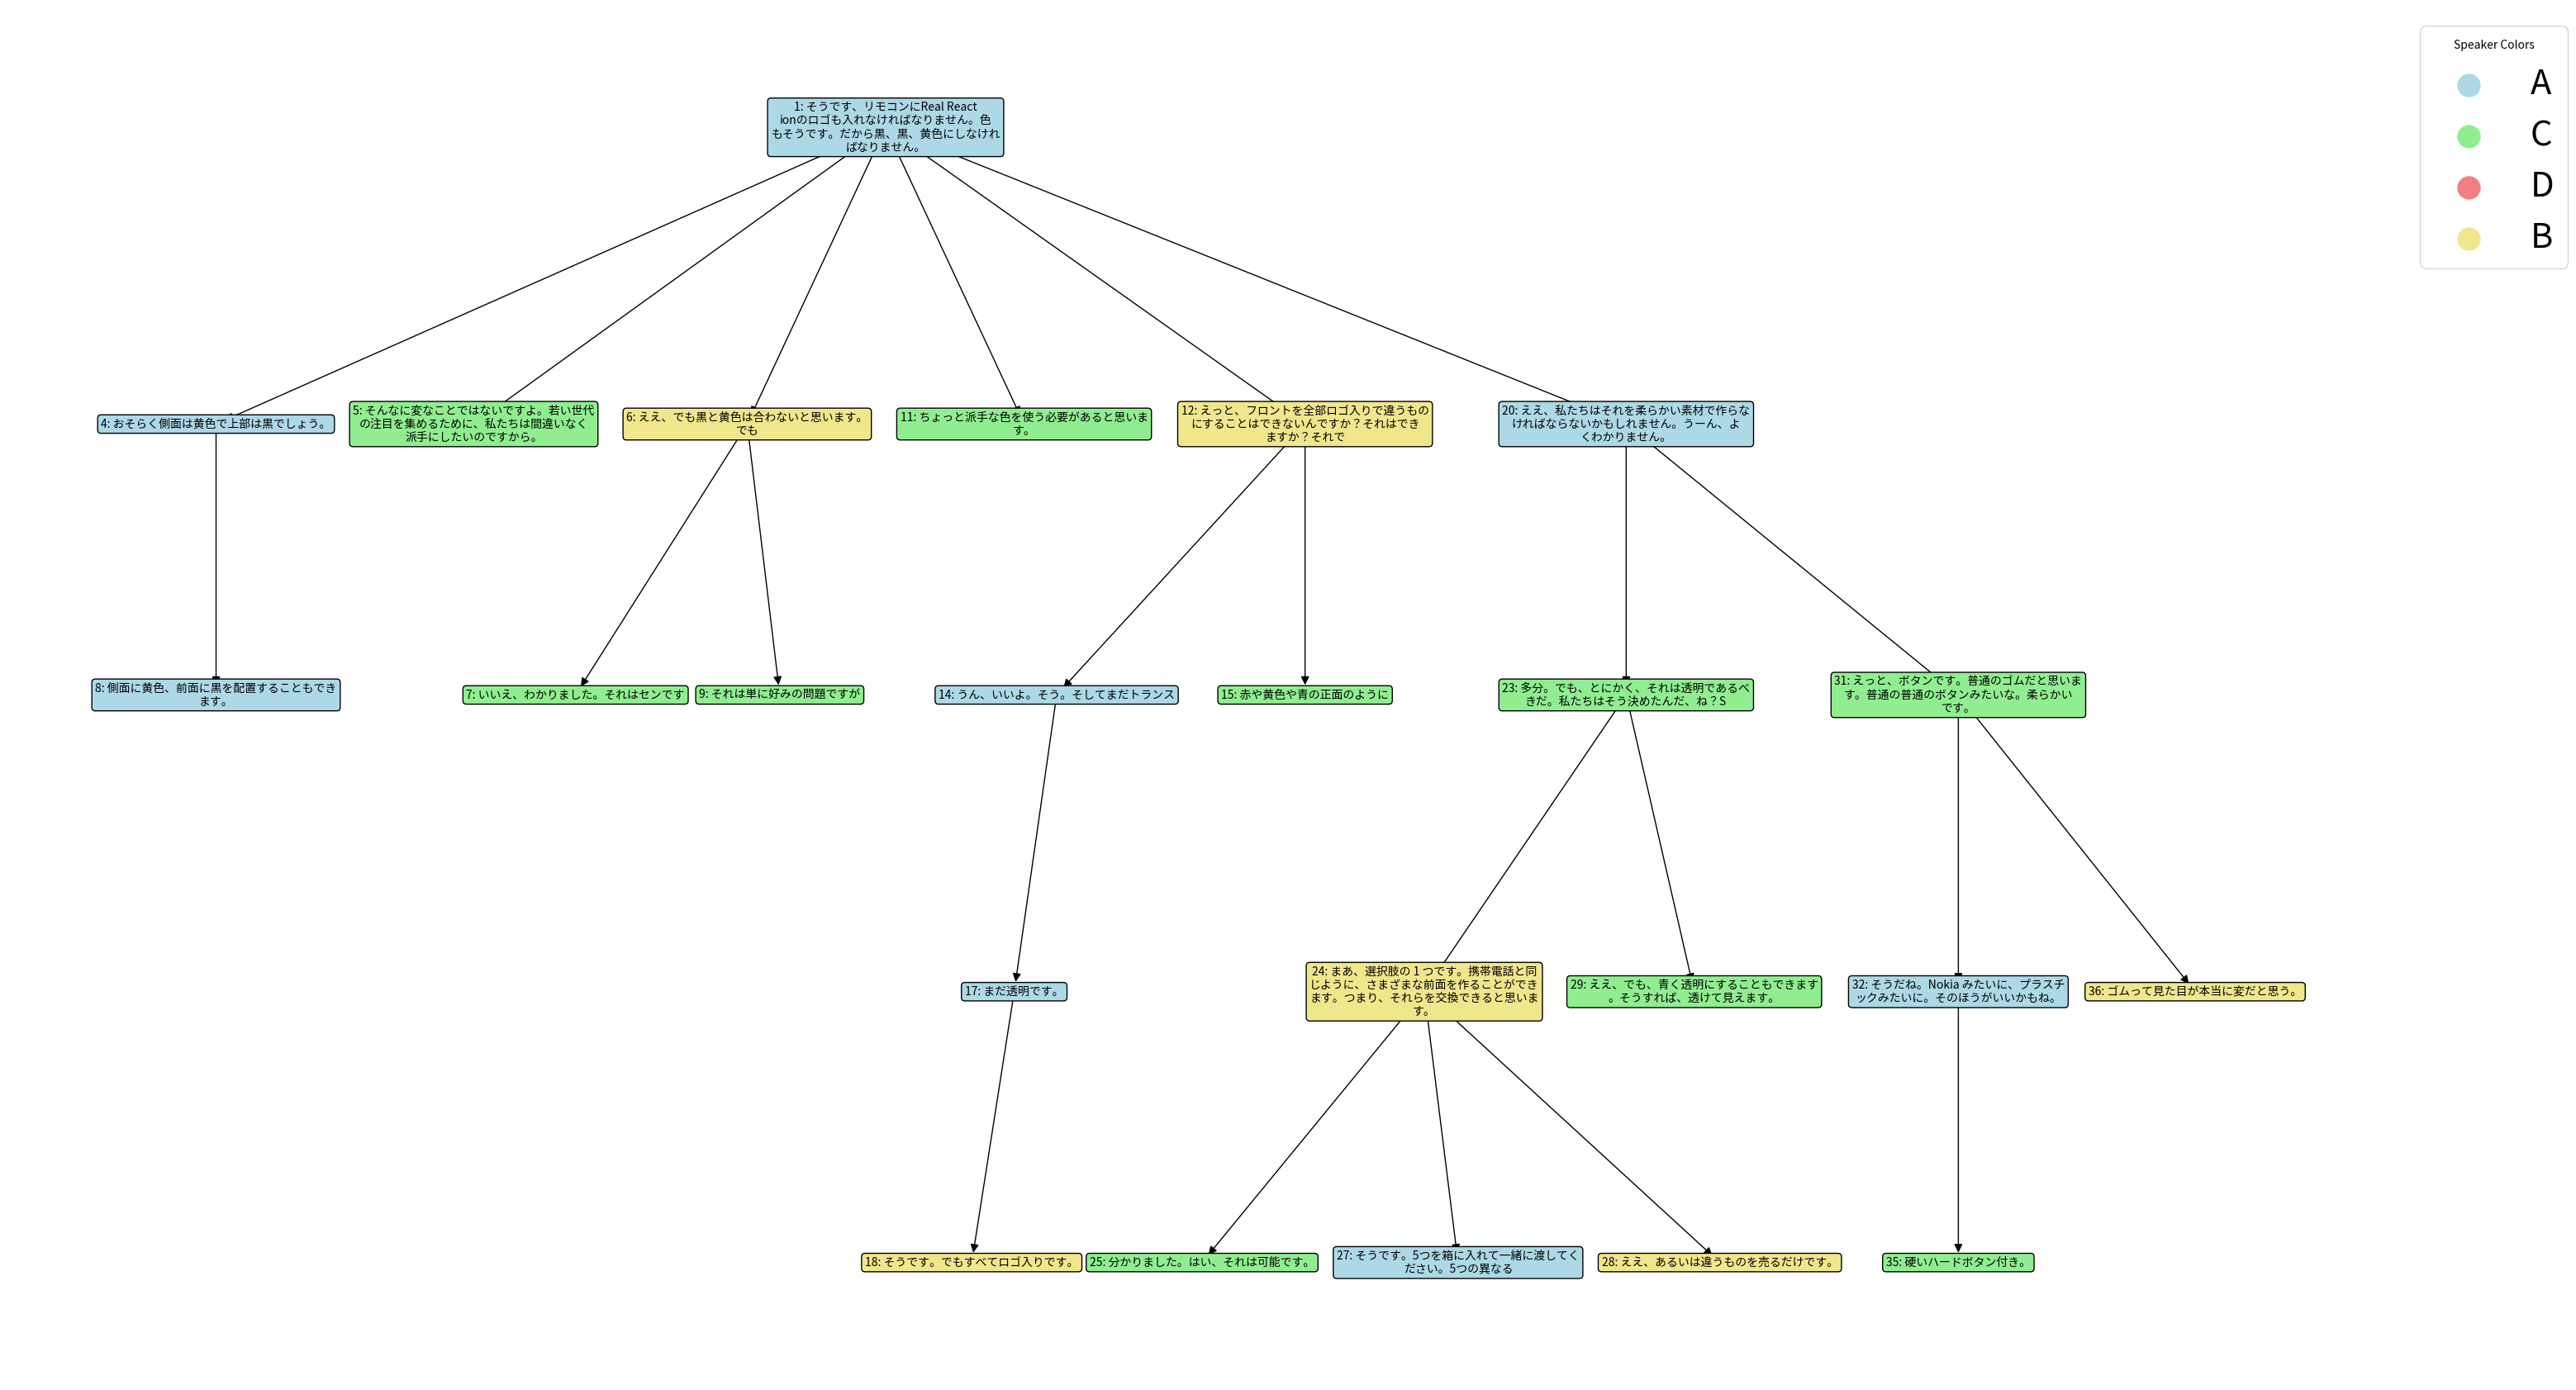 Speaker Colors
A
C
D
B
1: そうです、リモコンにReal React
ionのロゴも入れなければなりません。色
もそうです。だから黒、黒、黄色にしなけれ
ばなりません。
4: おそらく側面は黄色で上部は黒でしょう。
5: そんなに変なことではないですよ。若い世代
の注目を集めるために、私たちは間違いなく
派手にしたいのですから。
6: ええ、でも黒と黄色は合わないと思います。
でも
11: ちょっと派手な色を使う必要があると思いま
す。
12: えっと、フロントを全部ロゴ入りで違うもの
にすることはできないんですか？それはでき
ますか？それで
20: ええ、私たちはそれを柔らかい素材で作らな
ければならないかもしれません。うーん、よ
くわかりません。
8: 側面に黄色、前面に黒を配置することもでき
ます。
7: いいえ、わかりました。それはセンです
9: それは単に好みの問題ですが
14: うん、いいよ。そう。そしてまだトランス
15: 赤や黄色や青の正面のように
23: 多分。でも、とにかく、それは透明であるべ
きだ。私たちはそう決めたんだ、ね？S
31: えっと、ボタンです。普通のゴムだと思いま
す。普通の普通のボタンみたいな。柔らかい
です。
17: まだ透明です。
24: まあ、選択肢の 1 つです。携帯電話と同
じように、さまざまな前面を作ることができ
ます。つまり、それらを交換できると思いま
す。
29: ええ、でも、青く透明にすることもできます
。そうすれば、透けて見えます。
32: そうだね。Nokia みたいに、プラスチ
ックみたいに。そのほうがいいかもね。
36: ゴムって見た目が本当に変だと思う。
18: そうです。でもすべてロゴ入りです。
25: 分かりました。はい、それは可能です。
27: そうです。5つを箱に入れて一緒に渡してく
ださい。5つの異なる
28: ええ、あるいは違うものを売るだけです。
35: 硬いハードボタン付き。